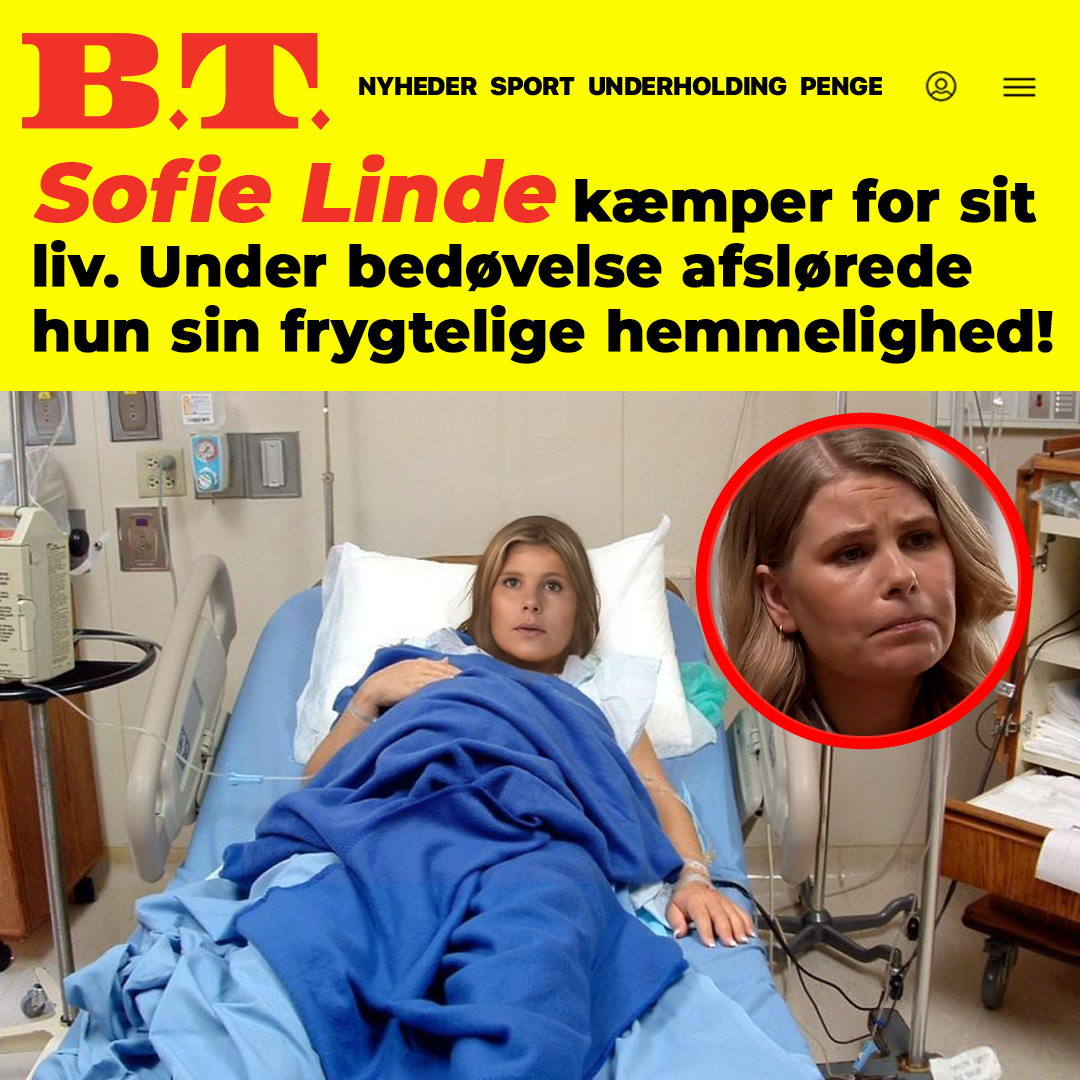 B.T.
NYHEDER SPORT UNDERHOLDING PENGE
Sofie Linde kæmper for sit
liv. Under bedøvelse afslørede
hun sin frygtelige hemmelighed!